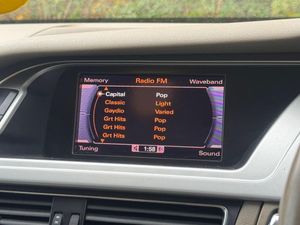 Memory Radio FM Waveband
Capital Pop
Classic Light
Gaydio Varied
Grt Hits Pop
Grt Hits Pop
Grt Hits Pop
Tuning 1:58 Sound